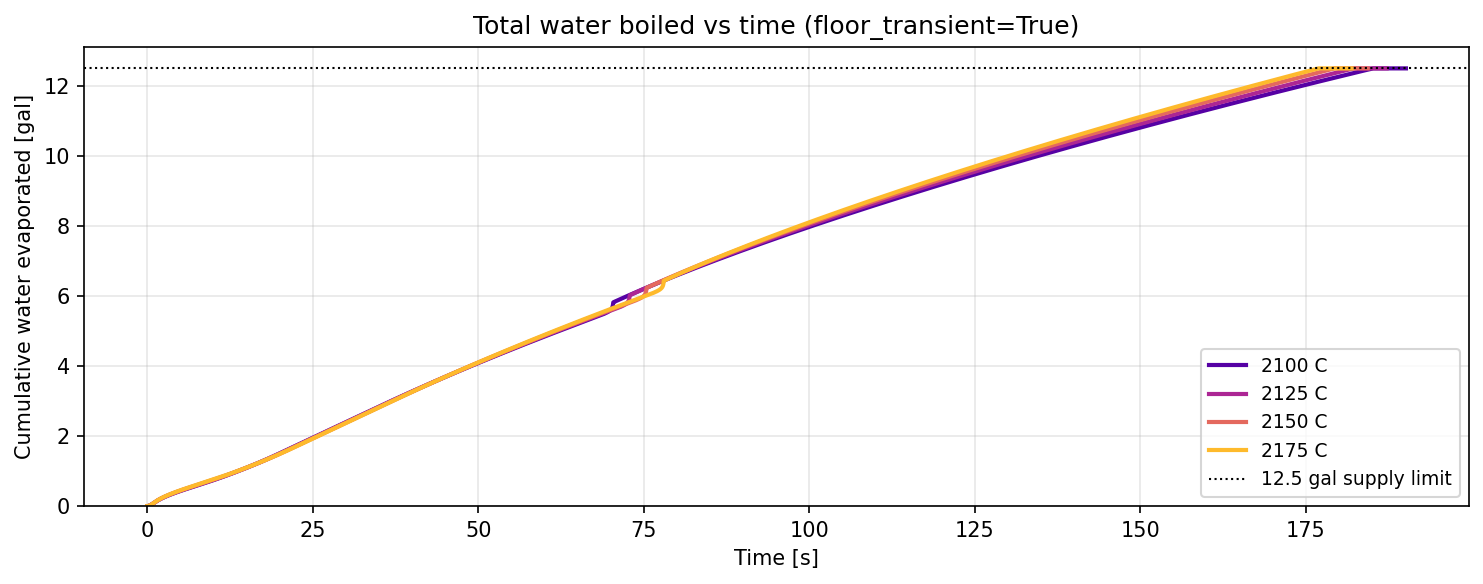 Total water boiled vs time (floor_transient=True)
Cumulative water evaporated [gal]
12
10
8
6
4
2
0
0 25 50 75 100 125 150 175
Time [s]
2100 C
2125 C
2150 C
2175 C
12.5 gal supply limit